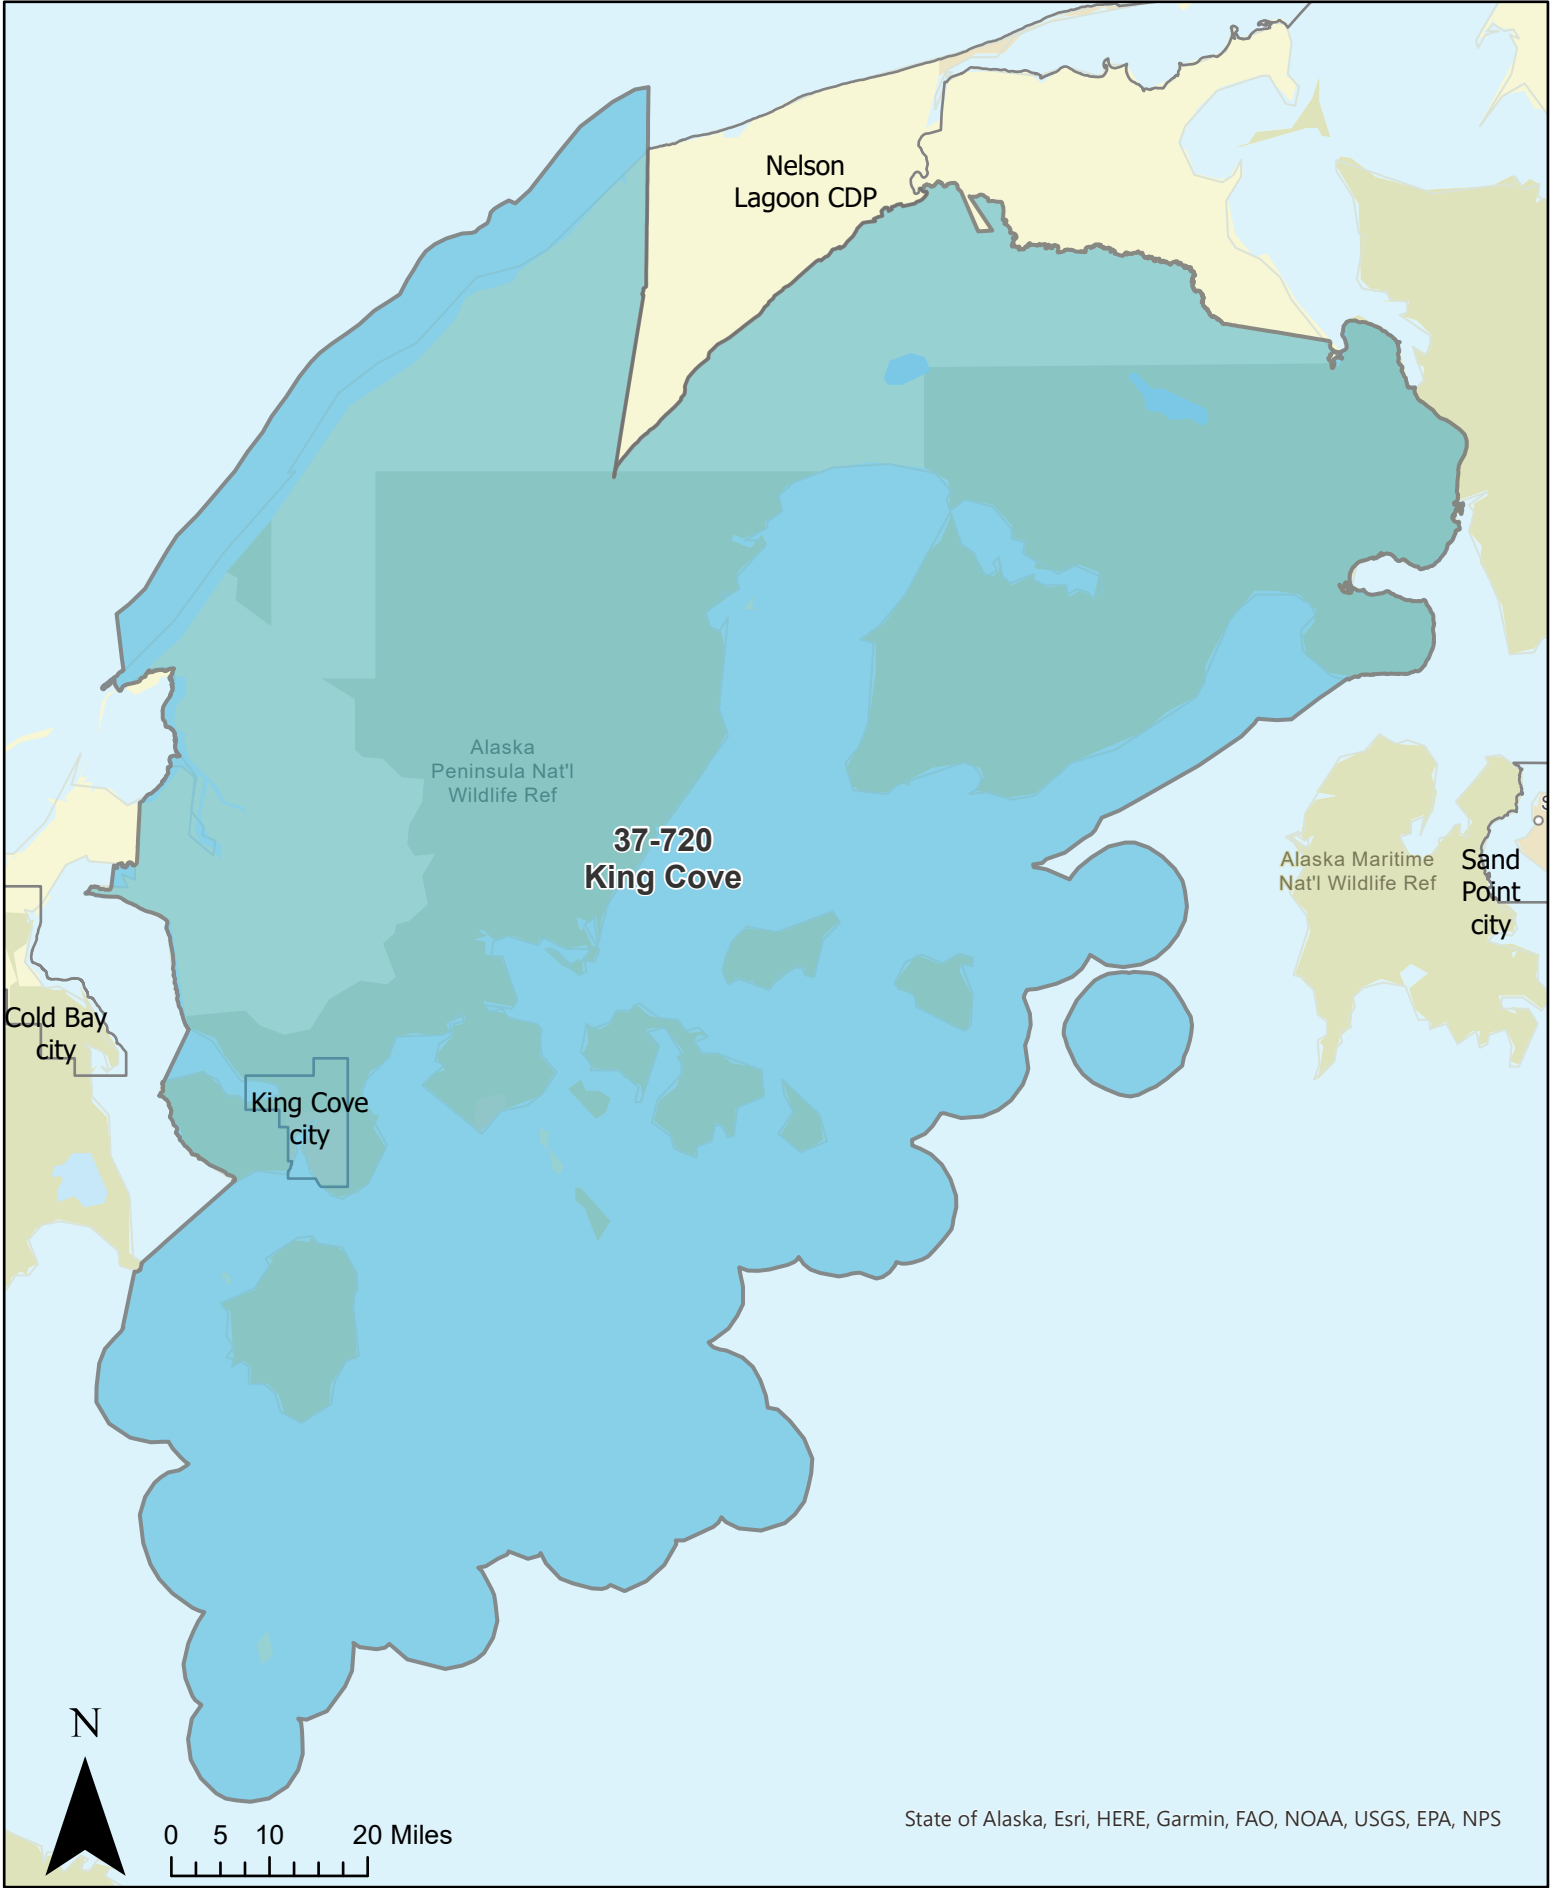 Nelson
Lagoon CDP
Alaska
Peninsula Nat'l
Wildlife Ref
37-720
King Cove
Alaska Maritime
Nat'l Wildlife Ref
Sand
Point
city
S
Cold Bay
city
King Cove
city
N
0 5 10 20 Miles
State of Alaska, Esri, HERE, Garmin, FAO, NOAA, USGS, EPA, NPS